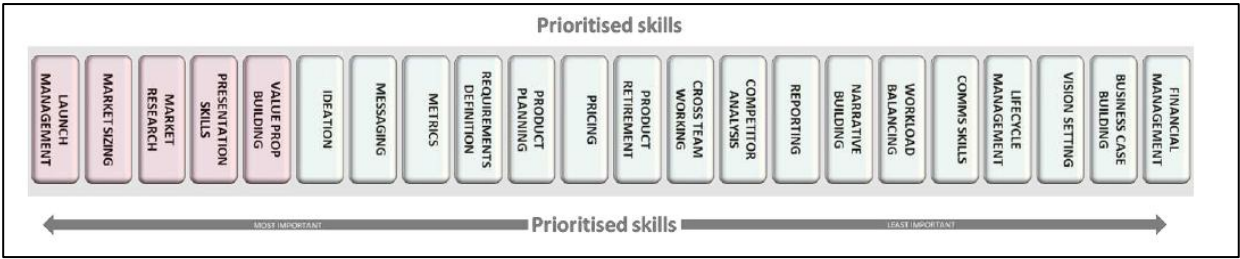 Prioritised skills
LAUNCH
MANAGEMENT
MARKET SIZING
MARKET
RESEARCH
PRESENTATION
SKILLS
VALUE PROP
BUILDING
IDEATION
MESSAGING
METRICS
REQUIREMENTS
DEFINITION
PRODUCT
PLANNING
PRICING
PRODUCT
RETIREMENT
CROSS TEAM
WORKING
COMPETITOR
ANALYSIS
REPORTING
NARRATIVE
BUILDING
WORKLOAD
BALANCING
COMMS SKILLS
LIFECYCLE
MANAGEMENT
VISION SETTING
BUSINESS CASE
BUILDING
FINANCIAL
MANAGEMENT
MOST IMPORTANT
Prioritised skills
LEAST IMPORTANT